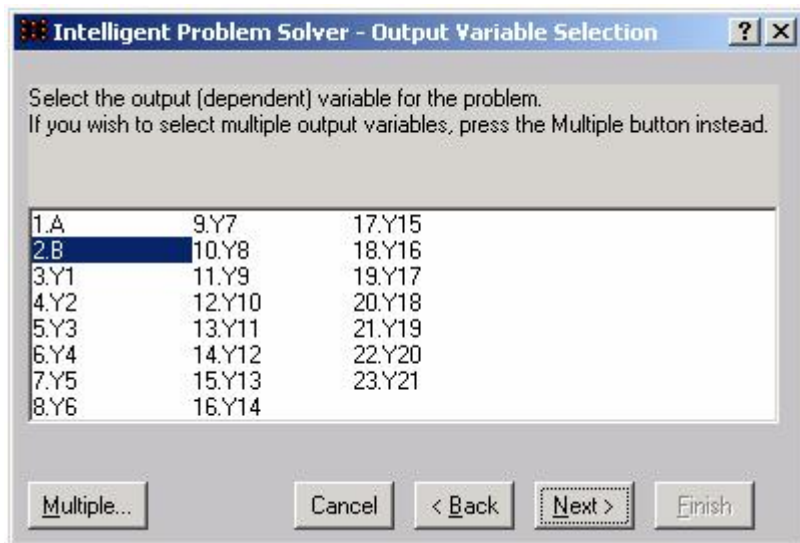 Intelligent Problem Solver - Output Variable Selection
Select the output (dependent) variable for the problem.
If you wish to select multiple output variables, press the Multiple button instead.
1.A 9.Y7 17.Y15
2.B 10.Y8 18.Y16
3.Y1 11.Y9 19.Y17
4.Y2 12.Y10 20.Y18
5.Y3 13.Y11 21.Y19
6.Y4 14.Y12 22.Y20
7.Y5 15.Y13 23.Y21
8.Y6 16.Y14
Multiple... Cancel < Back Next > Finish